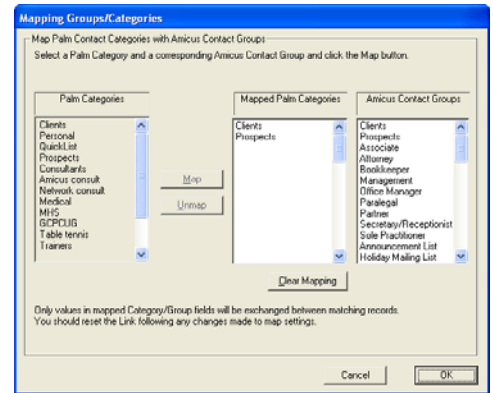 Mapping Groups/Categories
Map Palm Contact Categories with Amicus Contact Groups
Select a Palm Category and a corresponding Amicus Contact Group and click the Map button.
Palm Categories
Clients
Personal
QuickList
Prospects
Consultants
Amicus consult
Network consult
Medical
MHS
GCPCUG
Table tennis
Trainers
Map
Unmap
Mapped Palm Categories
Clients
Prospects
Amicus Contact Groups
Clients
Prospects
Associate
Attorney
Bookkeeper
Management
Office Manager
Paralegal
Partner
Secretary/Receptionist
Sole Practitioner
Announcement List
Holiday Mailing List
Clear Mapping
Only values in mapped Category/Group fields will be exchanged between matching records.
You should reset the Link following any changes made to map settings.
Cancel
OK